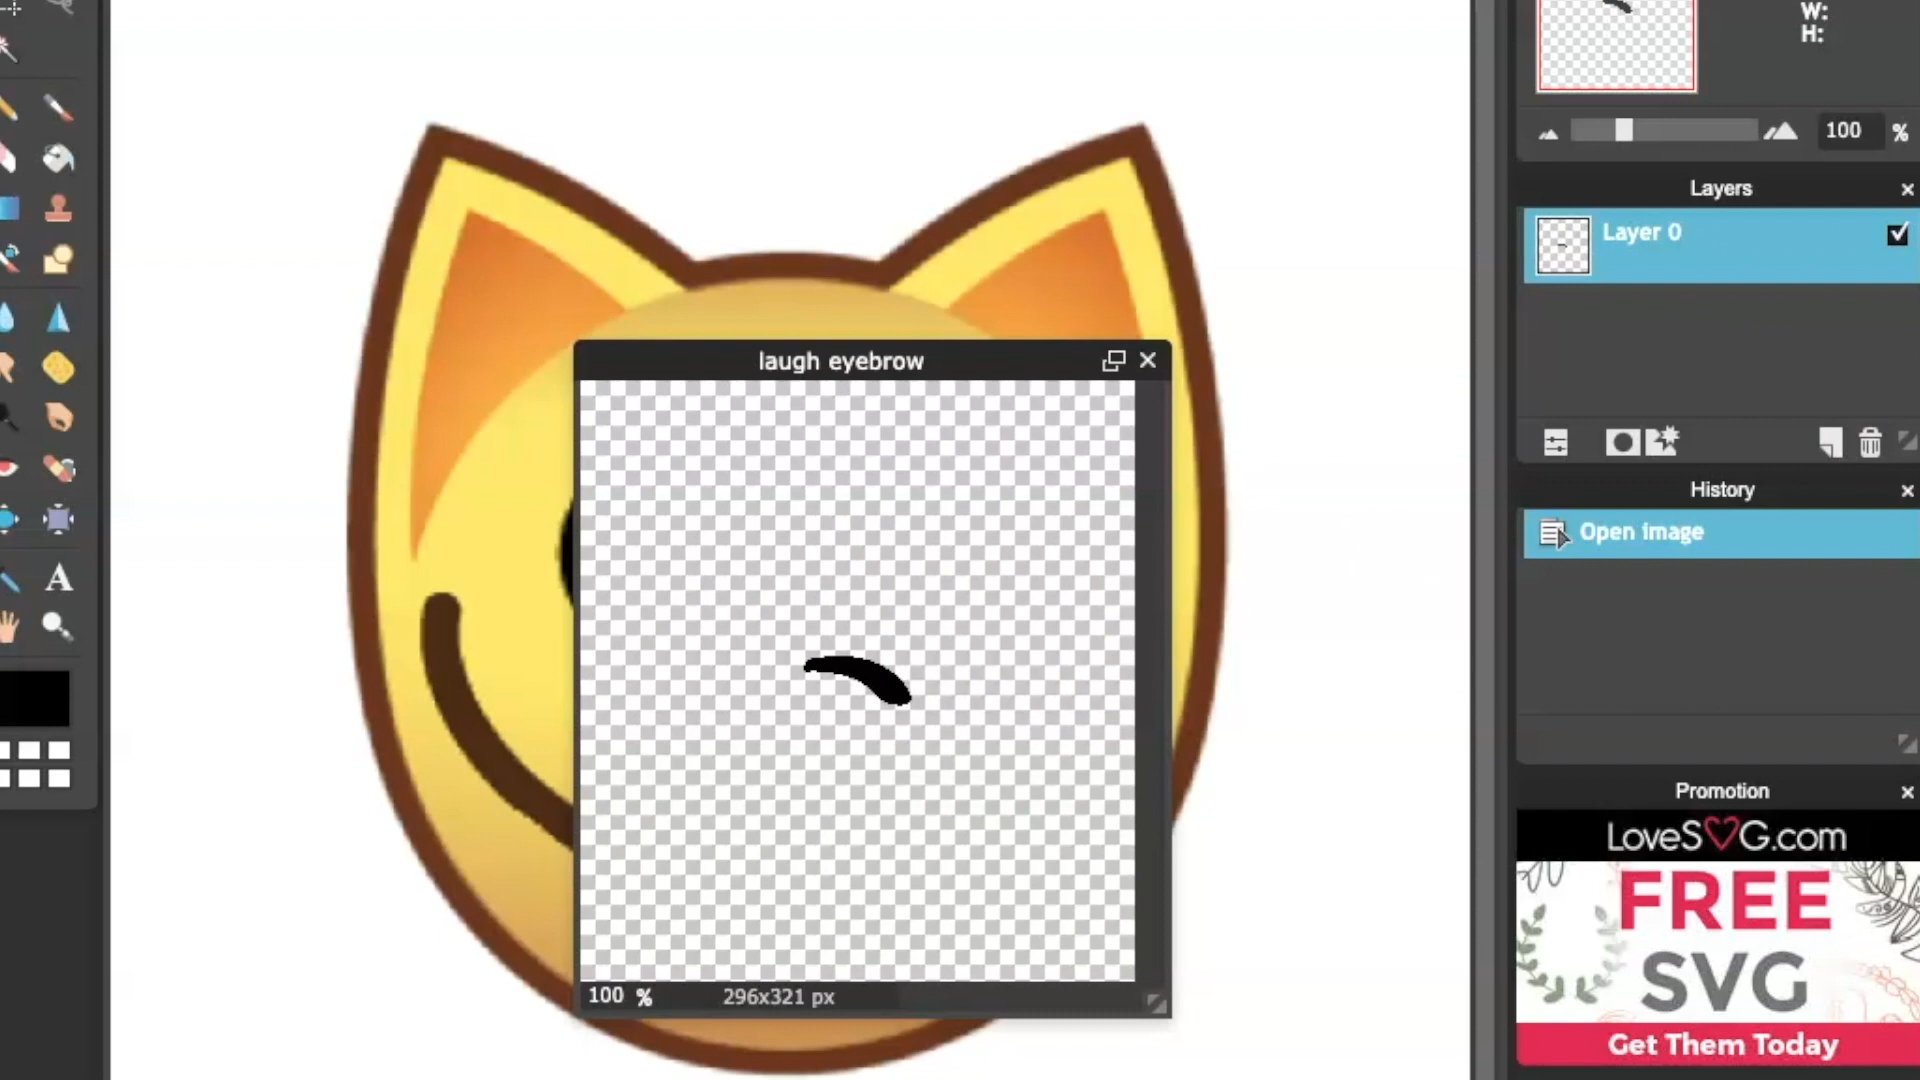 W:
H:
100 %
Layers
Layer 0
History
Open image
Promotion
LoveSVG.com
FREE
SVG
Get Them Today
laugh eyebrow
100 %
296x321 px
A